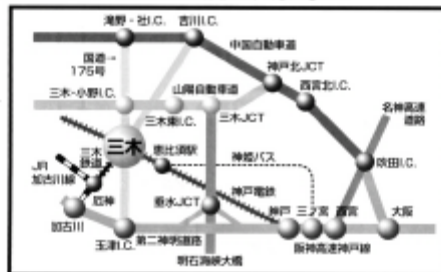 滝野・社I.C.
吉川I.C.
中国自動車道
国道→
175号
神戸北JCT
三木・小野I.C.
山陽自動車道
西宮北I.C.
名神高速
道路
三木東I.C.
三木JCT
三木
三木
鉄道
恵比須駅
神姫バス
吹田I.C.
JR
加古川線
厄神
神戸電鉄
垂水JCT
加古川
神戸
三ノ宮
西宮
大阪
玉津I.C.
第二神明道路
阪神高速神戸線
明石海峡大橋